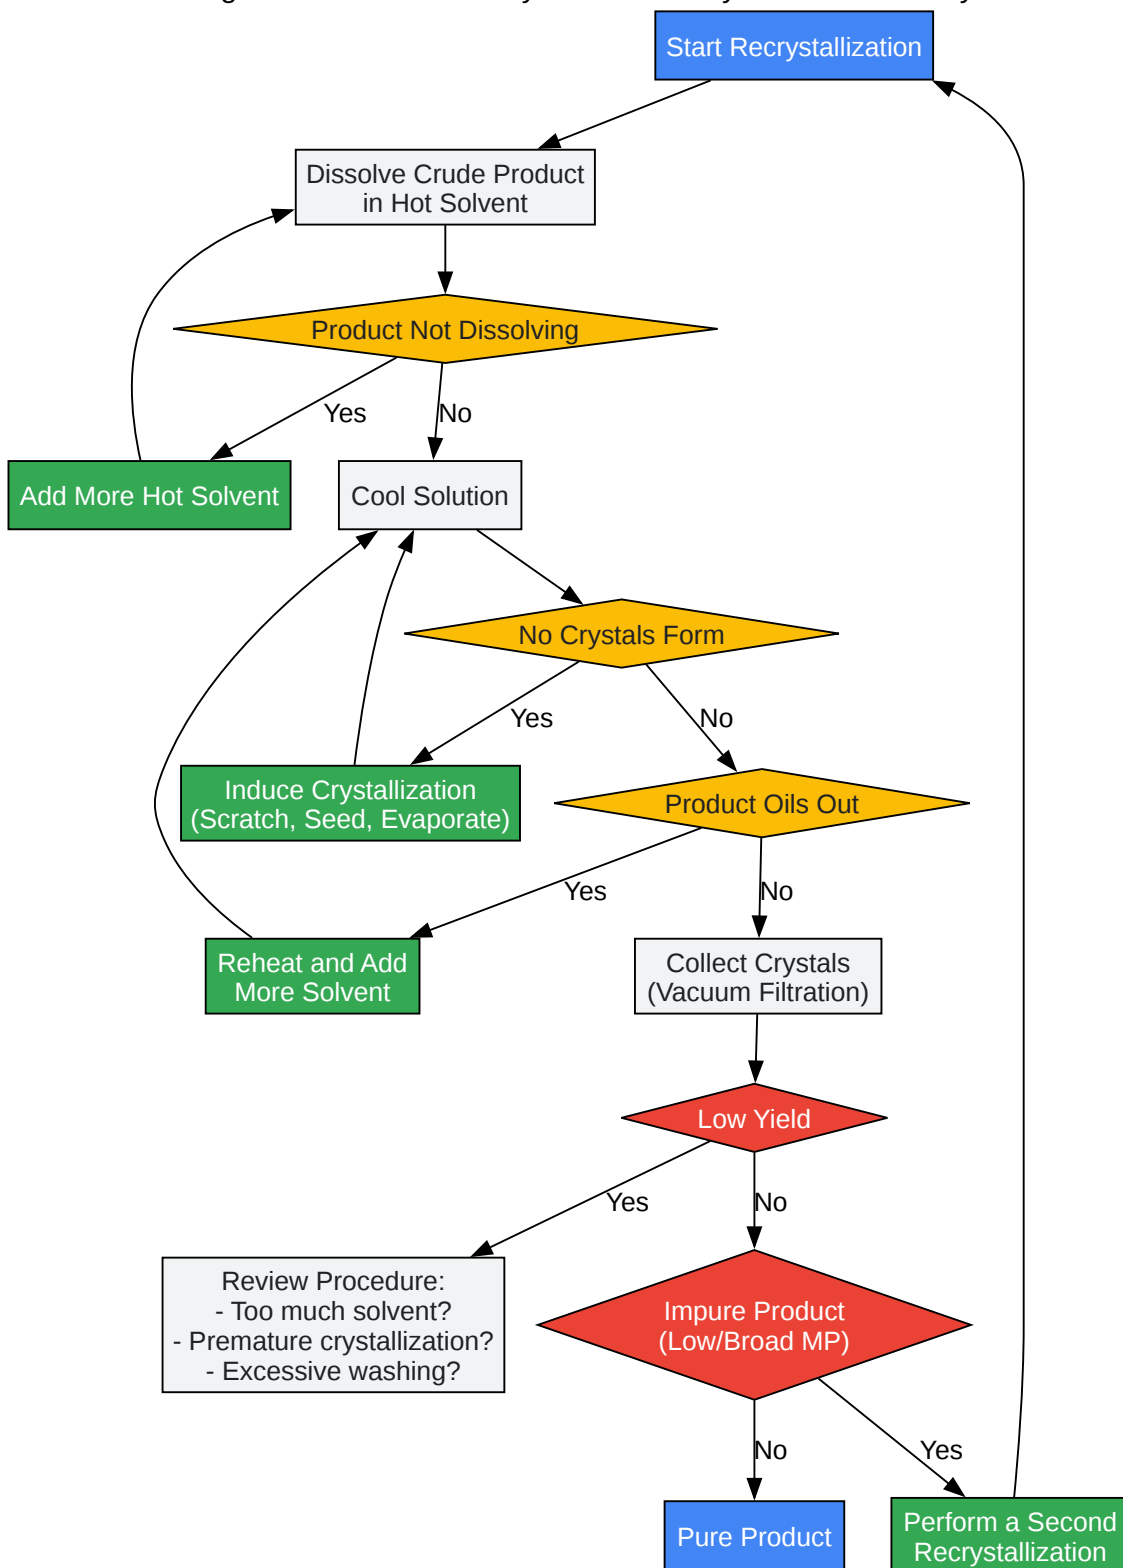 Start Recrystallization
Dissolve Crude Product
in Hot Solvent
Product Not Dissolving
Yes
No
Add More Hot Solvent
Cool Solution
No Crystals Form
Yes
No
Induce Crystallization
(Scratch, Seed, Evaporate)
Product Oils Out
Yes
No
Reheat and Add
More Solvent
Collect Crystals
(Vacuum Filtration)
Low Yield
Yes
No
Review Procedure:
- Too much solvent?
- Premature crystallization?
- Excessive washing?
Impure Product
(Low/Broad MP)
No
Yes
Pure Product
Perform a Second
Recrystallization